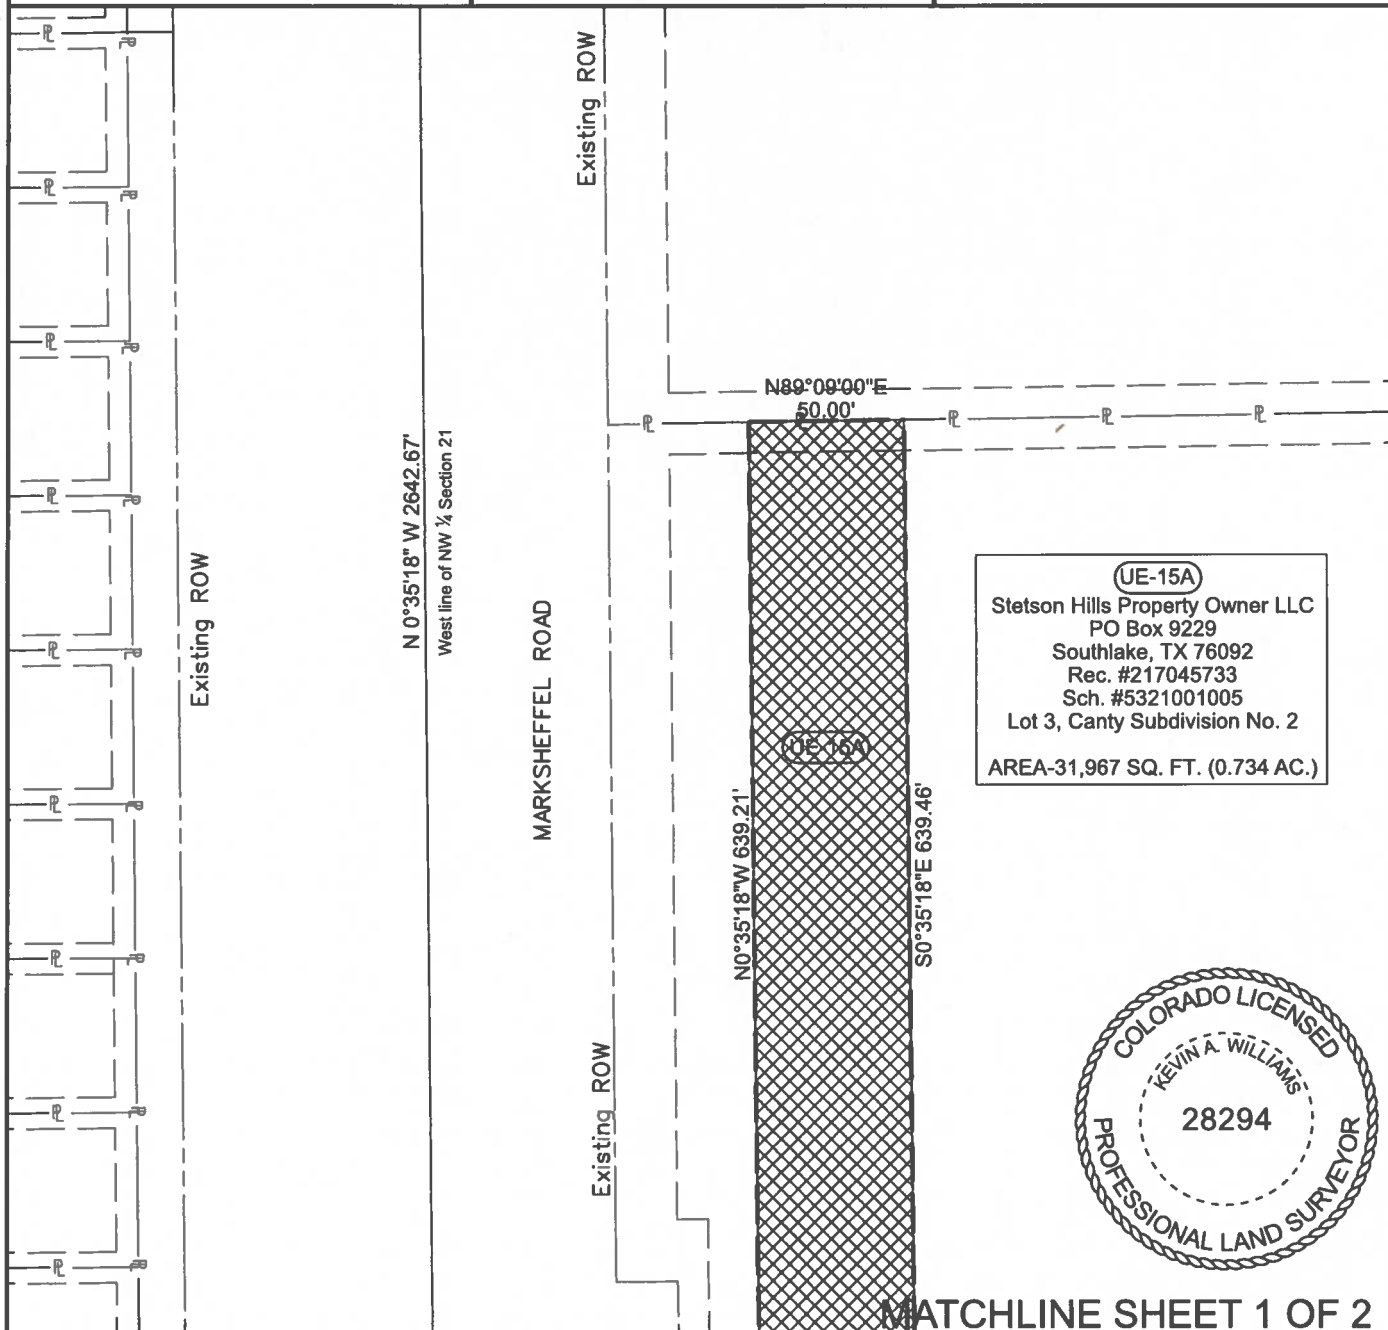 Existing ROW
N89°09'00"E
50.00'
N 0°35'18" W 2642.67'
West line of NW ¼ Section 21
Existing ROW
MARKSHEFFEL ROAD
UE-15A
Stetson Hills Property Owner LLC
PO Box 9229
Southlake, TX 76092
Rec. #217045733
Sch. #5321001005
Lot 3, Canty Subdivision No. 2
AREA-31,967 SQ. FT. (0.734 AC.)
UE-15A
N0°35'18"W 639.21'
S0°35'18"E 639.46'
Existing ROW
COLORADO LICENSED
KEVIN A. WILLIAMS
28294
PROFESSIONAL LAND SURVEYOR
MATCHLINE SHEET 1 OF 2